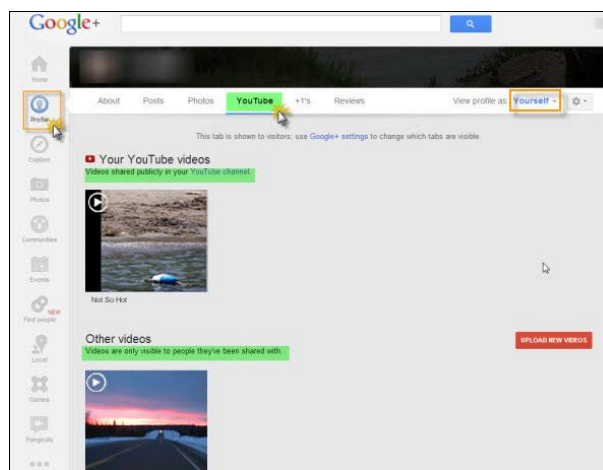 Google+
Home
About Posts Photos YouTube +1's Reviews View profile as: Yourself
Profile
This tab is shown to visitors; use Google+ settings to change which tabs are visible.
Explore
Your YouTube videos
Videos shared publicly in your YouTube channel.
Photos
Communities
Events
Not So Hot
NEW
Find people
Other videos
UPLOAD NEW VIDEOS
Videos are only visible to people they've been shared with.
Local
Games
Hangouts